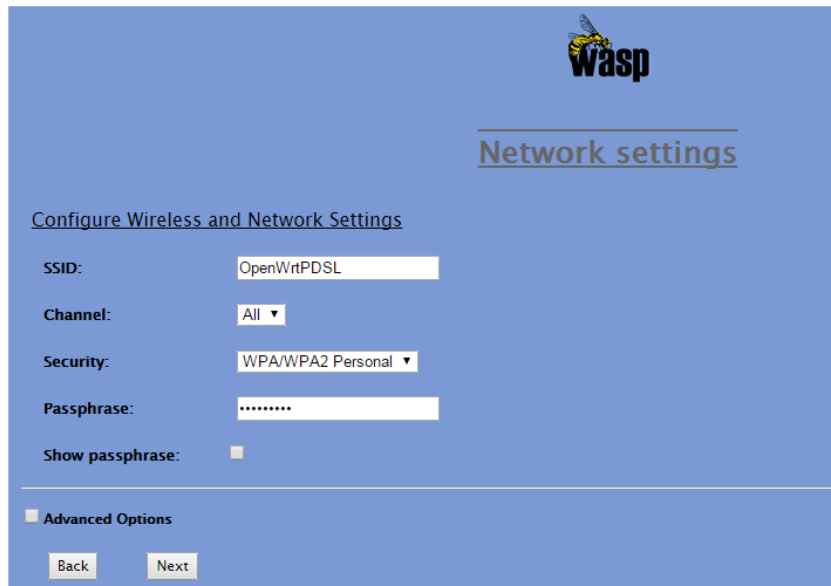 wasp
Network settings
Configure Wireless and Network Settings
SSID: OpenWrtPDSL
Channel: All
Security: WPA/WPA2 Personal
Passphrase: •••••••••
Show passphrase:
Advanced Options
Back Next